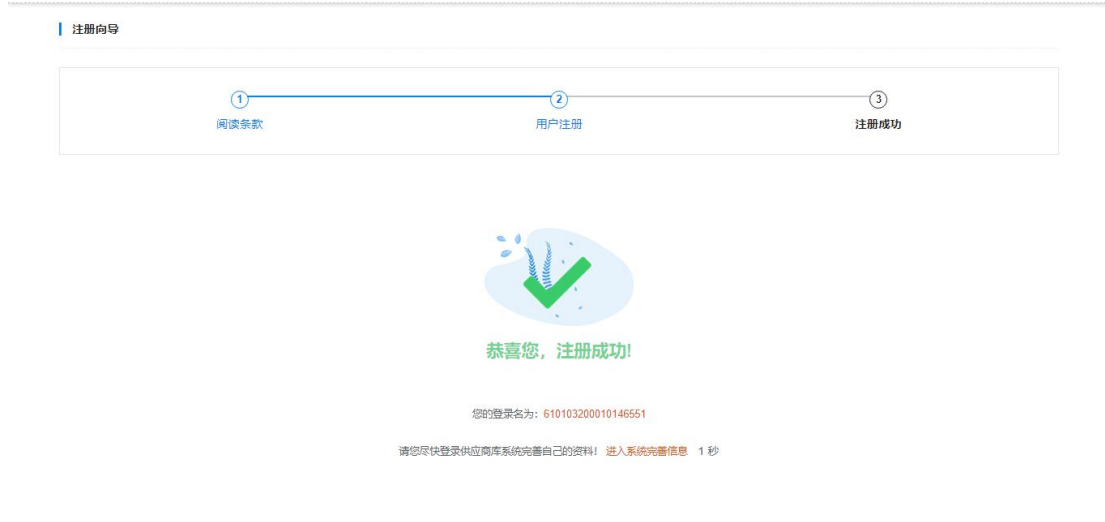 注册向导
1
2
3
阅读条款
用户注册
注册成功
恭喜您，注册成功!
您的登录名为：610103200010146551
请您尽快登录供应商库系统完善自己的资料！ 进入系统完善信息 1 秒